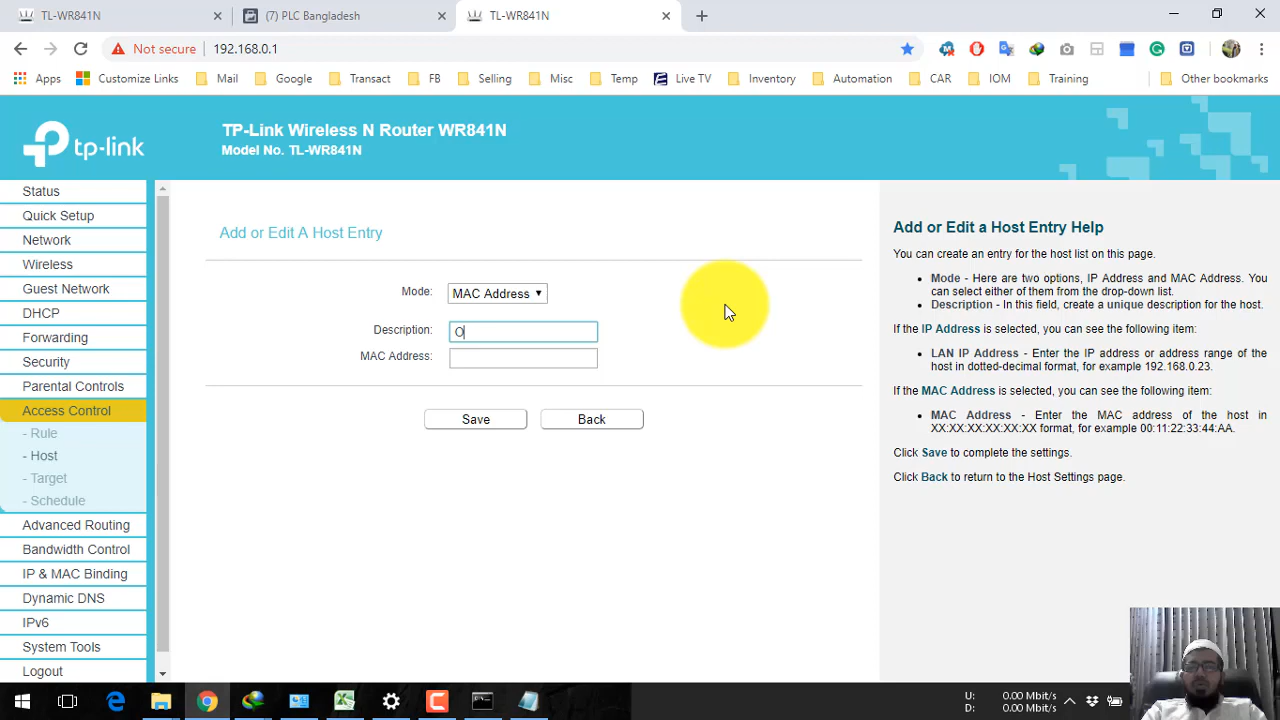 TL-WR841N
(7) PLC Bangladesh
TL-WR841N
Not secure
192.168.0.1
Apps
Customize Links
Mail
Google
Transact
FB
Selling
Misc
Temp
Live TV
Inventory
Automation
CAR
IOM
Training
Other bookmarks
tp-link
TP-Link Wireless N Router WR841N
Model No. TL-WR841N
Status
Quick Setup
Network
Wireless
Guest Network
DHCP
Forwarding
Security
Parental Controls
Access Control
- Rule
- Host
- Target
- Schedule
Advanced Routing
Bandwidth Control
IP & MAC Binding
Dynamic DNS
IPv6
System Tools
Logout
Add or Edit A Host Entry
Mode: MAC Address
Description: O
MAC Address:
Save
Back
Add or Edit a Host Entry Help
You can create an entry for the host list on this page.
Mode - Here are two options, IP Address and MAC Address. You
can select either of them from the drop-down list.
Description - In this field, create a unique description for the host.
If the IP Address is selected, you can see the following item:
LAN IP Address - Enter the IP address or address range of the
host in dotted-decimal format, for example 192.168.0.23.
If the MAC Address is selected, you can see the following item:
MAC Address - Enter the MAC address of the host in
XX:XX:XX:XX:XX:XX format, for example 00:11:22:33:44:AA.
Click Save to complete the settings.
Click Back to return to the Host Settings page.
U: 0.00 Mbit/s
D: 0.00 Mbit/s